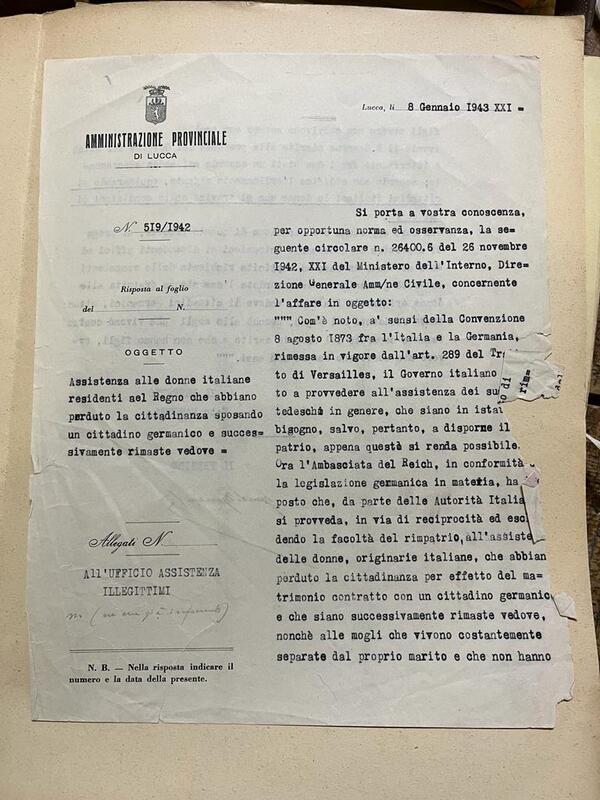 Lucca, lì 8 Gennaio 1943 XXI =
AMMINISTRAZIONE PROVINCIALE
DI LUCCA
N. 519/1942
Risposta al foglio
del N.
OGGETTO
Assistenza alle donne italiane
residenti nel Regno che abbiano
perduto la cittadinanza sposando
un cittadino germanico e succes=
sivamente rimaste vedove =
Allegati N.
All'UFFICIO ASSISTENZA
ILLEGITTIMI
N. B. — Nella risposta indicare il
numero e la data della presente.
Si porta a vostra conoscenza,
per opportuna norma ed osservanza, la se=
guente circolare n. 26400.6 del 26 novembre
1942, XXI del Ministero dell'Interno, Dire=
zione Generale Amm/ne Civile, concernente
l'affare in oggetto:
""" Com'è noto, a' sensi della Convenzione
8 agosto 1873 fra l'Italia e la Germania,
rimessa in vigore dall'art. 289 del Tr
to di Versailles, il Governo italiano
to a provvedere all'assistenza dei su
tedeschi in genere, che siano in istat
bisogno, salvo, pertanto, a disporne il
patrio, appena questa si renda possibile.
Ora l'Ambasciata del Reich, in conformità
la legislazione germanica in materia, ha
posto che, da parte delle Autorità Italia
si provveda, in via di reciprocità ed escl
dendo la facoltà del rimpatrio, all'assiste
delle donne, originarie italiane, che abbian
perduto la cittadinanza per effetto del ma=
trimonio contratto con un cittadino germanic
e che siano successivamente rimaste vedove,
nonchè alle mogli che vivono costantemente
separate dal proprio marito e che non hanno